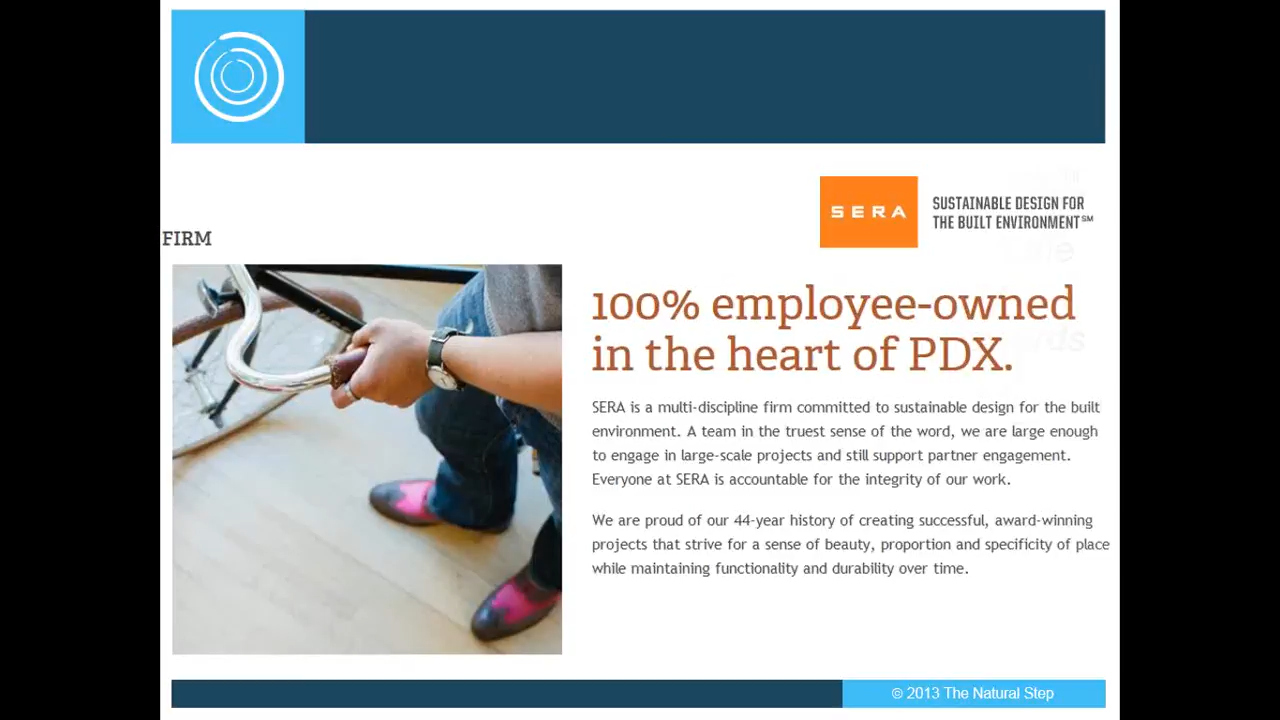 SERA
SUSTAINABLE DESIGN FOR
THE BUILT ENVIRONMENT℠
FIRM
100% employee-owned
in the heart of PDX.
SERA is a multi-discipline firm committed to sustainable design for the built
environment. A team in the truest sense of the word, we are large enough
to engage in large-scale projects and still support partner engagement.
Everyone at SERA is accountable for the integrity of our work.
We are proud of our 44-year history of creating successful, award-winning
projects that strive for a sense of beauty, proportion and specificity of place
while maintaining functionality and durability over time.
© 2013 The Natural Step